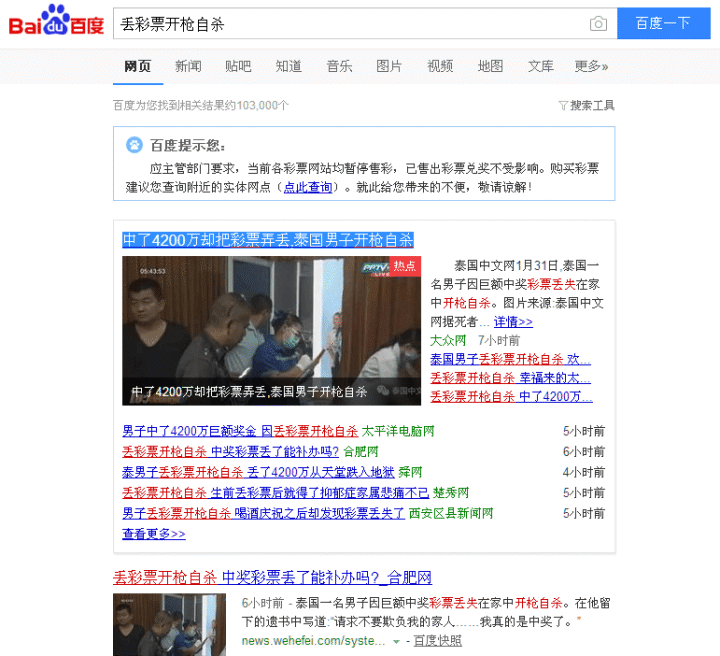 Bai du 百度 丢彩票开枪自杀 百度一下
网页 新闻 贴吧 知道 音乐 图片 视频 地图 文库 更多»
百度为您找到相关结果约103,000个 搜索工具
百度提示您：
应主管部门要求，当前各彩票网站均暂停售彩，已售出彩票兑奖不受影响。购买彩票
建议您查询附近的实体网点（点此查询）。就此给您带来的不便，敬请谅解！
中了4200万却把彩票弄丢,泰国男子开枪自杀
05:43:53
PPTV
热点
中了4200万却把彩票弄丢,泰国男子开枪自杀
泰国中文网1月31日,泰国一
名男子因巨额中奖彩票丢失在家
中开枪自杀。图片来源:泰国中文
网据死者... 详情>>
大众网 7小时前
泰国男子丢彩票开枪自杀 欢...
丢彩票开枪自杀 幸福来的太...
丢彩票开枪自杀 中了4200万...
男子中了4200万巨额奖金 因丢彩票开枪自杀 太平洋电脑网 5小时前
丢彩票开枪自杀 中奖彩票丢了能补办吗? 合肥网 6小时前
泰男子丢彩票开枪自杀 丢了4200万从天堂跌入地狱 舜网 4小时前
丢彩票开枪自杀 生前丢彩票后就得了抑郁症家属悲痛不已 楚秀网 5小时前
男子丢彩票开枪自杀 喝酒庆祝之后却发现彩票丢失了 西安区县新闻网 5小时前
查看更多>>
丢彩票开枪自杀 中奖彩票丢了能补办吗?_合肥网
6小时前 - 泰国一名男子因巨额中奖彩票丢失在家中开枪自杀。在他留
下的遗书中写道:“请求不要欺负我的家人......我真的是中奖了。”
news.wehefei.com/syste... - 百度快照